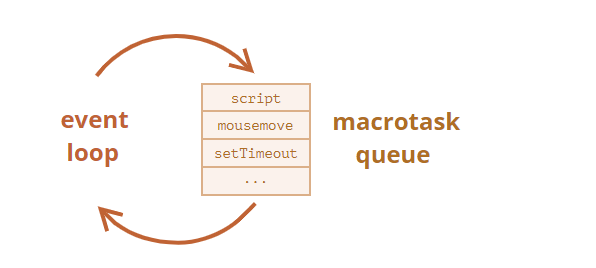 event
loop
script
mousemove
setTimeout
...
macrotask
queue